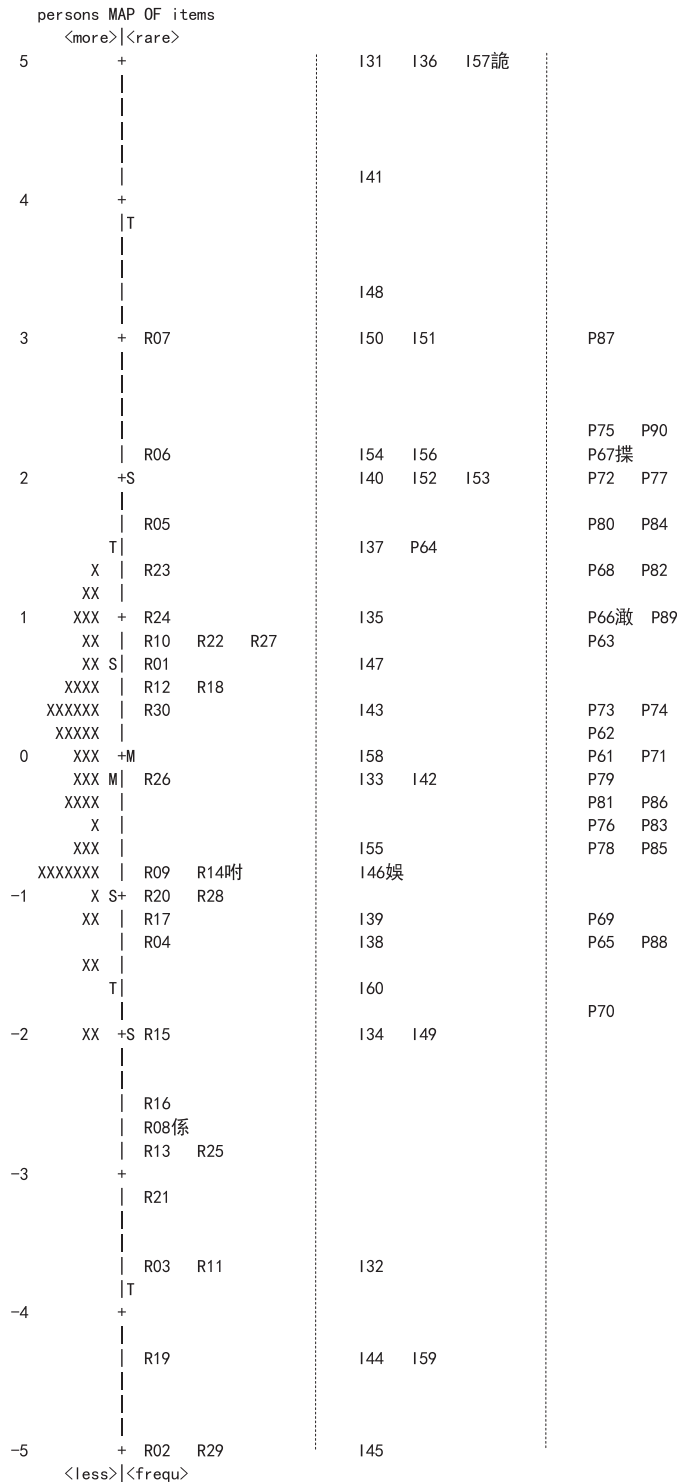 persons MAP OF items
<more>|<rare>
5 + I31 I36 I57詭
|
|
|
|
| I41
4 +
|T
|
|
| I48
|
3 + R07 I50 I51 P87
|
|
|
| P75 P90
| R06 I54 I56 P67揲
2 +S I40 I52 I53 P72 P77
|
| R05 P80 P84
T| I37 P64
X | R23 P68 P82
XX |
1 XXX + R24 I35 P66澉 P89
XX | R10 R22 R27 P63
XX S| R01 I47
XXXX | R12 R18
XXXXXX | R30 I43 P73 P74
XXXXX | P62
0 XXX +M I58 P61 P71
XXX M| R26 I33 I42 P79
XXXX | P81 P86
X | P76 P83
XXX | I55 P78 P85
XXXXXXX | R09 R14咐 I46娛
−1 X S+ R20 R28
XX | R17 I39 P69
| R04 I38 P65 P88
XX |
T| I60
| P70
−2 XX +S R15 I34 I49
|
|
| R16
| R08係
| R13 R25
−3 +
| R21
|
|
| R03 R11 I32
|T
−4 +
|
| R19 I44 I59
|
|
|
−5 + R02 R29 I45
<less>|<frequ>